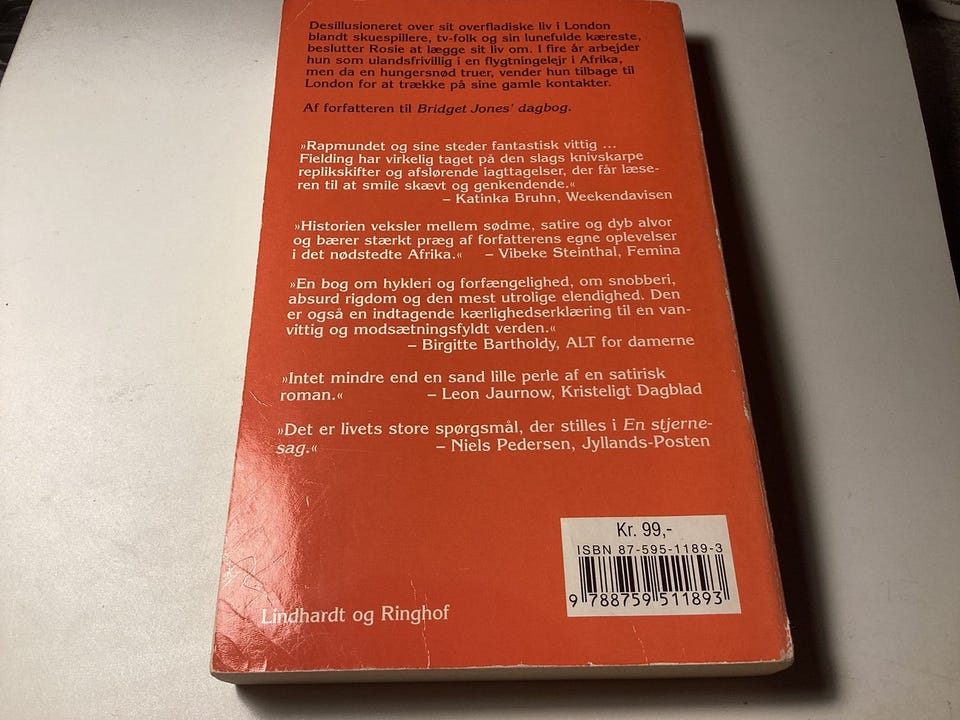 Desillusioneret over sit overfladiske liv i London
blandt skuespillere, tv-folk og sin lunefulde kæreste,
beslutter Rosie at lægge sit liv om. I fire år arbejder
hun som ulandsfrivillig i en flygtningelejr i Afrika,
men da en hungersnød truer, vender hun tilbage til
London for at trække på sine gamle kontakter.
Af forfatteren til Bridget Jones' dagbog.
»Rapmundet og sine steder fantastisk vittig ...
Fielding har virkelig taget på den slags knivskarpe
replikskifter og afslørende iagttagelser, der får læse-
ren til at smile skævt og genkendende.«
– Katinka Bruhn, Weekendavisen
»Historien veksler mellem sødme, satire og dyb alvor
og bærer stærkt præg af forfatterens egne oplevelser
i det nødstedte Afrika.« – Vibeke Steinthal, Femina
»En bog om hykleri og forfængelighed, om snobberi,
absurd rigdom og den mest utrolige elendighed. Den
er også en indtagende kærlighedserklæring til en van-
vittig og modsætningsfyldt verden.«
– Birgitte Bartholdy, ALT for damerne
»Intet mindre end en sand lille perle af en satirisk
roman.« – Leon Jaurnow, Kristeligt Dagblad
»Det er livets store spørgsmål, der stilles i En stjerne-
sag.« – Niels Pedersen, Jyllands-Posten
Kr. 99,-
ISBN 87-595-1189-3
9 788759 511893
Lindhardt og Ringhof